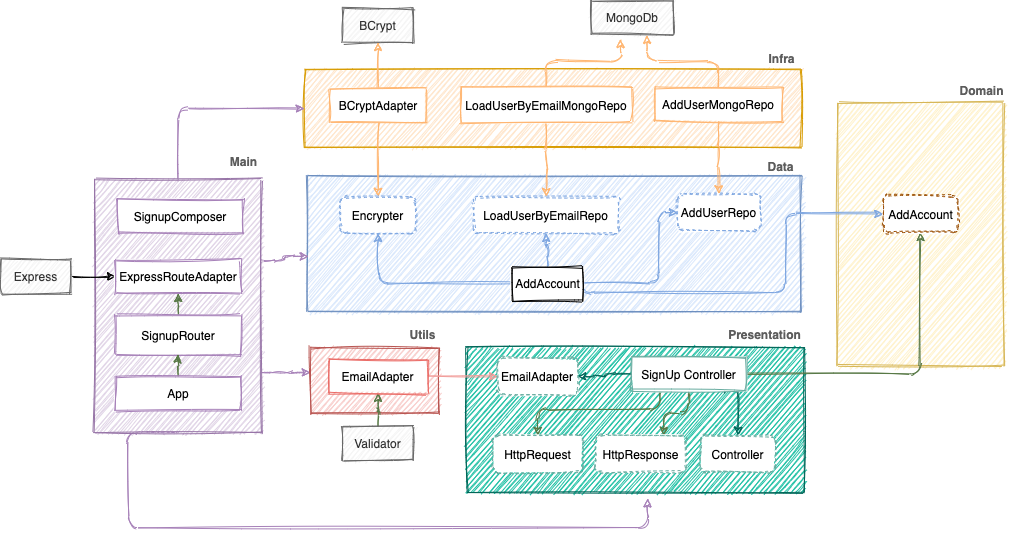 BCrypt
MongoDb
Infra
BCryptAdapter
LoadUserByEmailMongoRepo
AddUserMongoRepo
Domain
Main
Data
SignupComposer
Encrypter
LoadUserByEmailRepo
AddUserRepo
AddAccount
Express
ExpressRouteAdapter
AddAccount
SignupRouter
Utils
Presentation
App
EmailAdapter
EmailAdapter
SignUp Controller
Validator
HttpRequest
HttpResponse
Controller